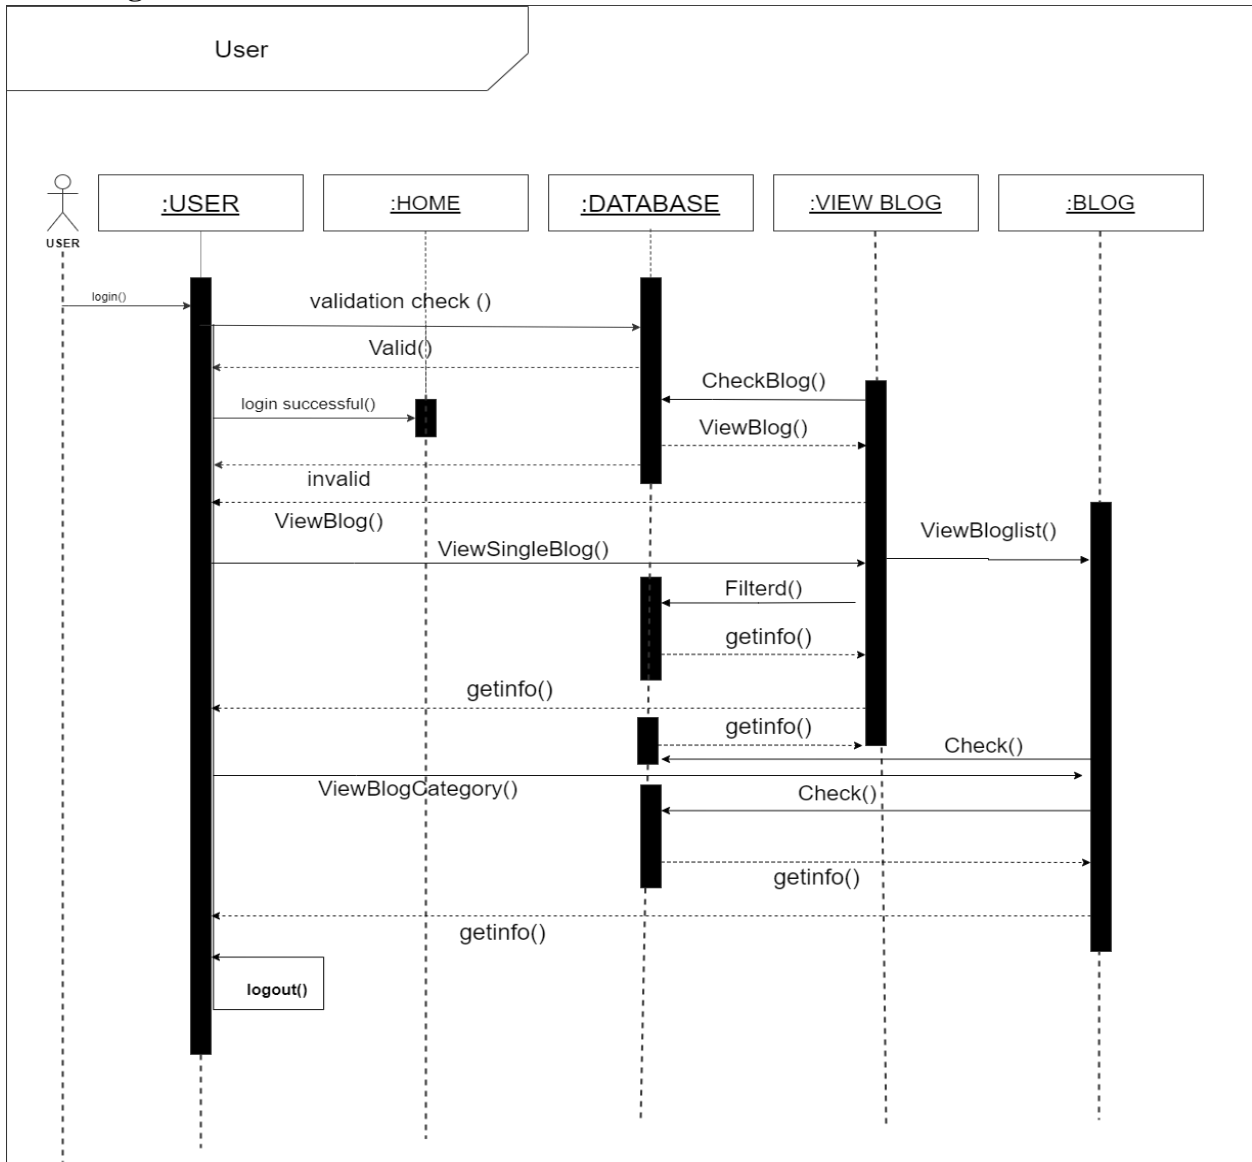 User
:USER
:HOME
:DATABASE
:VIEW BLOG
:BLOG
USER
login()
validation check ()
Valid()
CheckBlog()
login successful()
ViewBlog()
invalid
ViewBlog()
ViewBloglist()
ViewSingleBlog()
Filterd()
getinfo()
getinfo()
getinfo()
Check()
ViewBlogCategory()
Check()
getinfo()
getinfo()
logout()